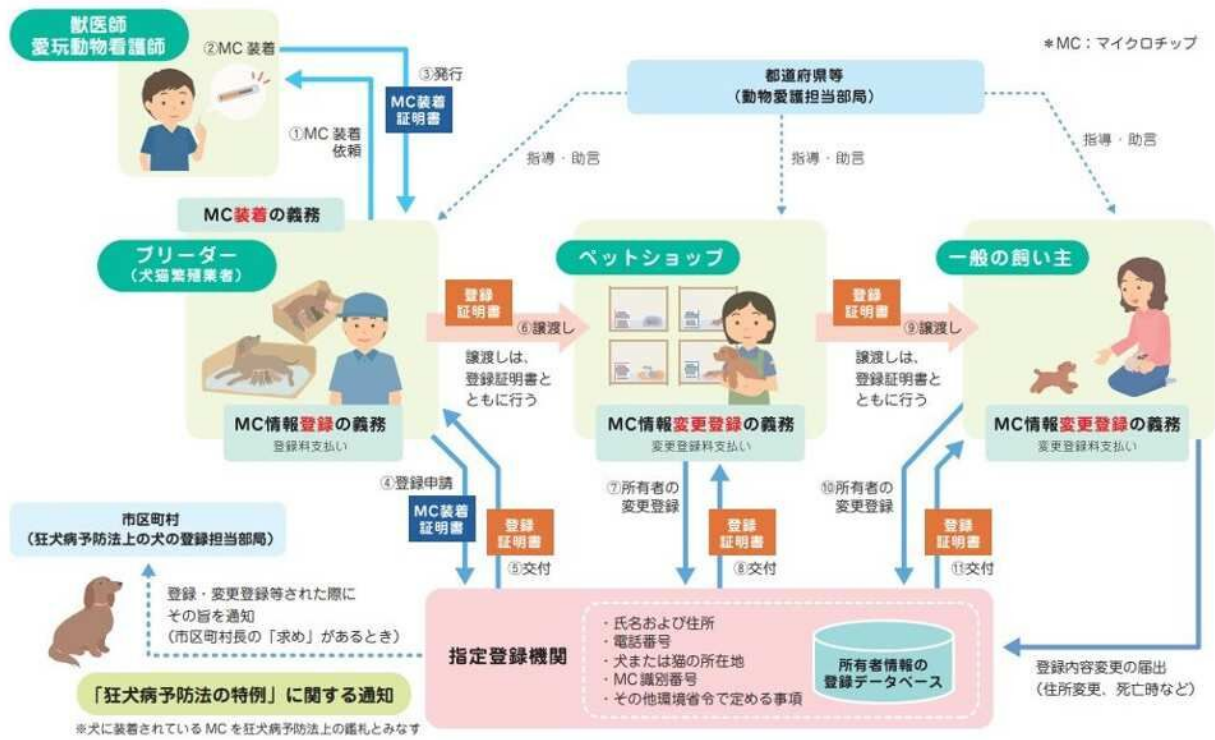 獣医師
愛玩動物看護師
②MC 装着
③発行
MC装着
証明書
①MC 装着
依頼
＊MC：マイクロチップ
都道府県等
（動物愛護担当部局）
指導・助言
指導・助言
指導・助言
MC装着の義務
ブリーダー
（犬猫繁殖業者）
MC情報登録の義務
登録料支払い
登録
証明書
⑥譲渡し
譲渡しは、
登録証明書と
ともに行う
ペットショップ
MC情報変更登録の義務
変更登録料支払い
登録
証明書
⑨譲渡し
譲渡しは、
登録証明書と
ともに行う
一般の飼い主
MC情報変更登録の義務
変更登録料支払い
④登録申請
MC装着
証明書
登録
証明書
⑤交付
⑦所有者の
変更登録
登録
証明書
⑧交付
⑩所有者の
変更登録
登録
証明書
⑪交付
市区町村
（狂犬病予防法上の犬の登録担当部局）
登録・変更登録等された際に
その旨を通知
（市区町村長の「求め」があるとき）
「狂犬病予防法の特例」に関する通知
※犬に装着されている MC を狂犬病予防法上の鑑札とみなす
指定登録機関
・氏名および住所
・電話番号
・犬または猫の所在地
・MC 識別番号
・その他環境省令で定める事項
所有者情報の
登録データベース
登録内容変更の届出
（住所変更、死亡時など）